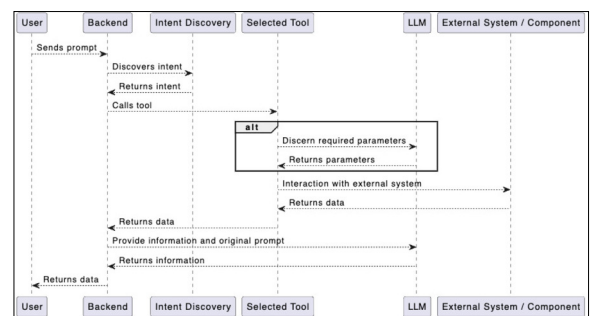 User Backend Intent Discovery Selected Tool LLM External System / Component
Sends prompt
Discovers intent
Returns intent
Calls tool
alt
Discern required parameters
Returns parameters
Interaction with external system
Returns data
Returns data
Provide information and original prompt
Returns information
Returns data
User Backend Intent Discovery Selected Tool LLM External System / Component